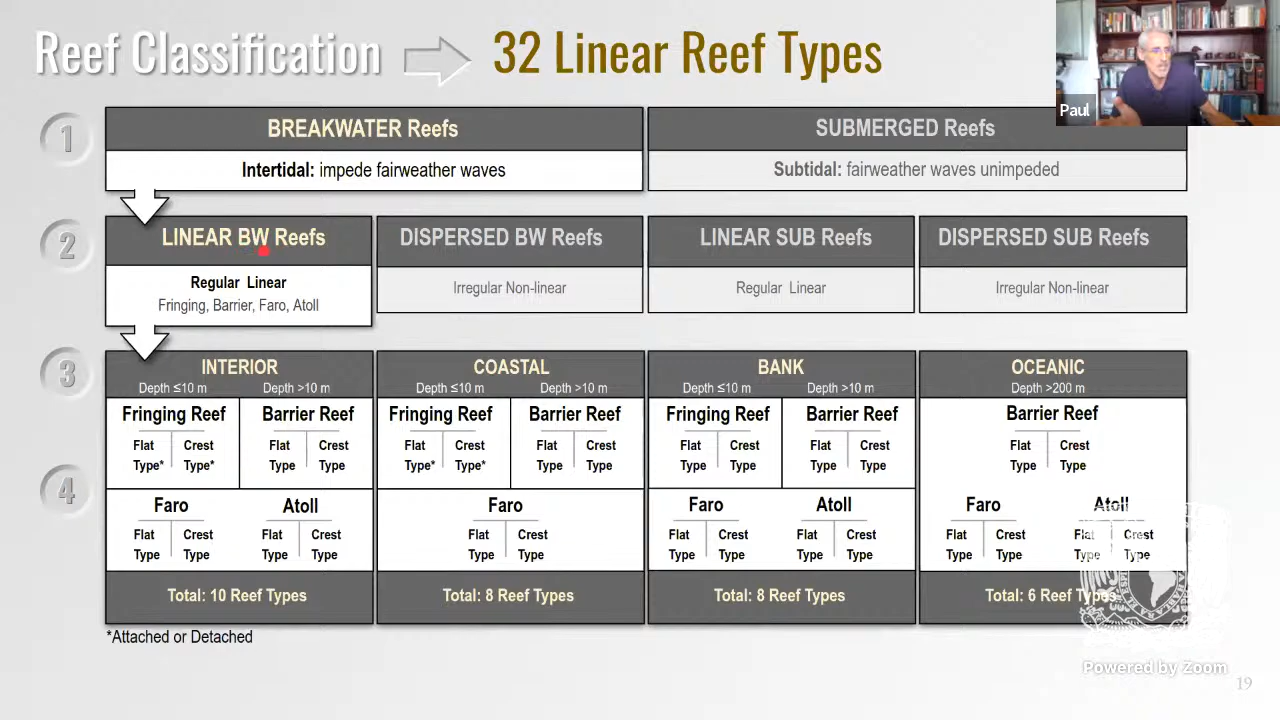 Reef Classification
32 Linear Reef Types
Paul
1
BREAKWATER Reefs
SUBMERGED Reefs
Intertidal: impede fairweather waves
Subtidal: fairweather waves unimpeded
2
LINEAR BW Reefs
DISPERSED BW Reefs
LINEAR SUB Reefs
DISPERSED SUB Reefs
Regular Linear
Fringing, Barrier, Faro, Atoll
Irregular Non-linear
Regular Linear
Irregular Non-linear
3
INTERIOR
Depth ≤10 m
Depth >10 m
COASTAL
Depth ≤10 m
Depth >10 m
BANK
Depth ≤10 m
Depth >10 m
OCEANIC
Depth >200 m
4
Fringing Reef
Flat
Type*
Crest
Type*
Barrier Reef
Flat
Type
Crest
Type
Fringing Reef
Flat
Type*
Crest
Type*
Barrier Reef
Flat
Type
Crest
Type
Fringing Reef
Flat
Type
Crest
Type
Barrier Reef
Flat
Type
Crest
Type
Barrier Reef
Flat
Type
Crest
Type
Faro
Flat
Type
Crest
Type
Atoll
Flat
Type
Crest
Type
Faro
Flat
Type
Crest
Type
Faro
Flat
Type
Crest
Type
Atoll
Flat
Type
Crest
Type
Faro
Flat
Type
Crest
Type
Atoll
Flat
Type
Crest
Type
Total: 10 Reef Types
Total: 8 Reef Types
Total: 8 Reef Types
Total: 6 Reef Types
*Attached or Detached
Powered by Zoom
19